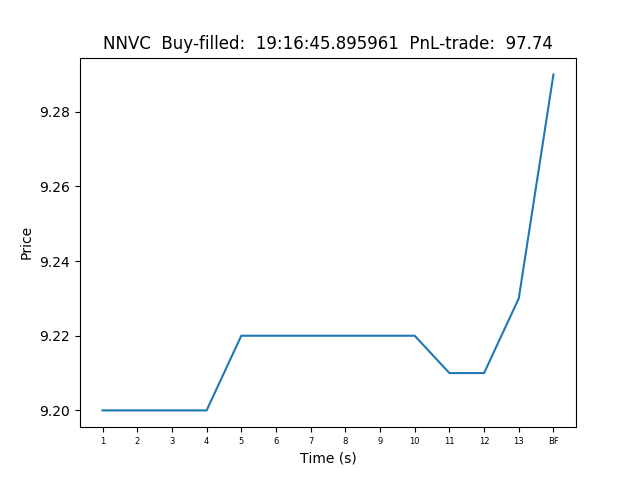 NNVC  Buy-filled:  19:16:45.895961  PnL-trade:  97.74
9.28
9.26
9.24
9.22
9.20
Price
1 2 3 4 5 6 7 8 9 10 11 12 13 BF
Time (s)